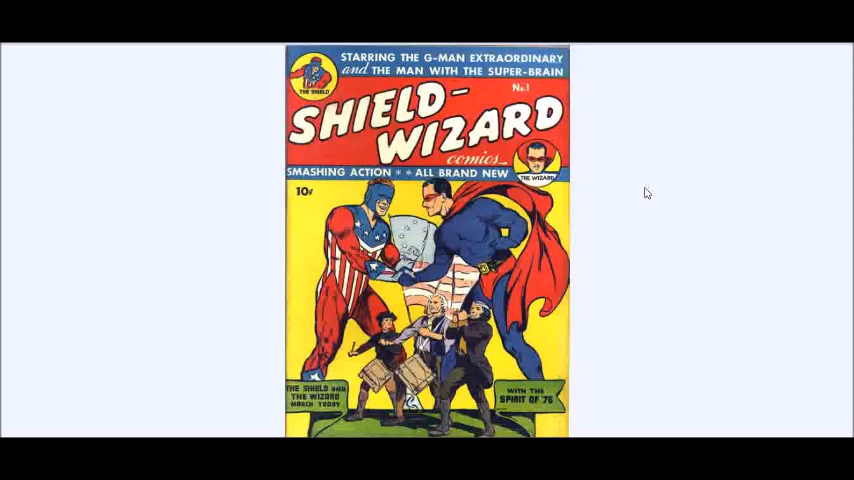 STARRING THE G-MAN EXTRAORDINARY
and THE MAN WITH THE SUPER-BRAIN
THE SHIELD
No.1
SHIELD-
WIZARD
comics
THE WIZARD
SMASHING ACTION ** ALL BRAND NEW
10¢
THE SHIELD AND
THE WIZARD
MARCH TODAY
WITH THE
SPIRIT OF '76